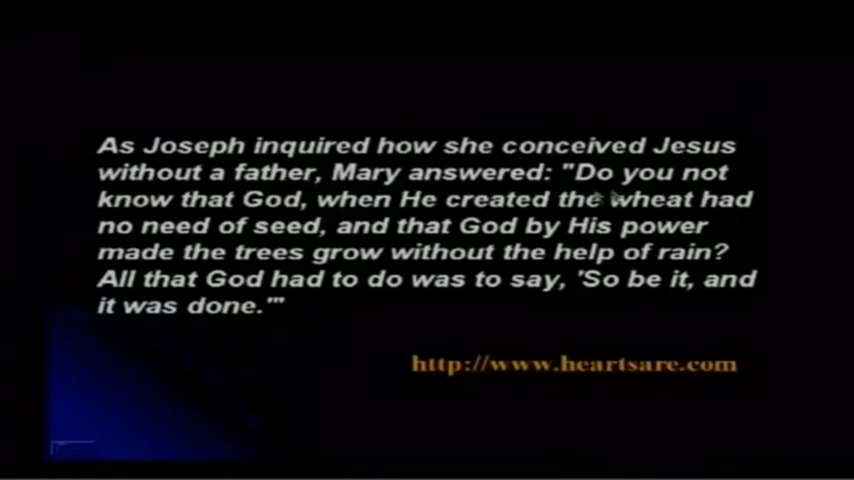 As Joseph inquired how she conceived Jesus
without a father, Mary answered: "Do you not
know that God, when He created the wheat had
no need of seed, and that God by His power
made the trees grow without the help of rain?
All that God had to do was to say, 'So be it, and
it was done.'"
http://www.heartsare.com